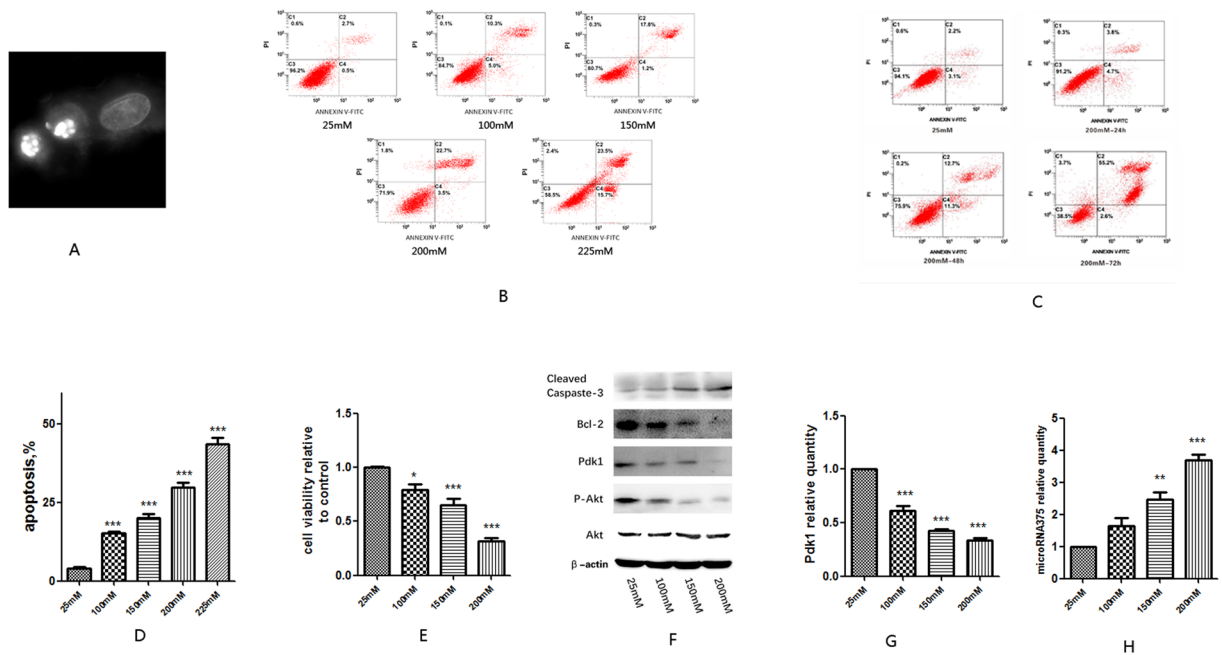 C1
0.6%
C2
2.7%
C3
96.2%
C4
0.5%
PI
ANNEXIN V-FITC
25mM
C1
0.1%
C2
10.3%
C3
84.7%
C4
5.0%
PI
ANNEXIN V-FITC
100mM
C1
0.3%
C2
17.8%
C3
80.7%
C4
1.2%
PI
ANNEXIN V-FITC
150mM
C1
1.8%
C2
22.7%
C3
71.9%
C4
3.5%
PI
ANNEXIN V-FITC
200mM
C1
2.4%
C2
23.5%
C3
58.5%
C4
15.7%
PI
ANNEXIN V-FITC
225mM
C1
0.6%
C2
2.2%
C3
94.1%
C4
3.1%
PI
ANNEXIN V-FITC
25mM
C1
0.3%
C2
3.8%
C3
91.2%
C4
4.7%
PI
ANNEXIN V-FITC
200mM-24h
C1
0.2%
C2
12.7%
C3
75.9%
C4
11.3%
PI
ANNEXIN V-FITC
200mM-48h
C1
3.7%
C2
55.2%
C3
38.5%
C4
2.6%
PI
ANNEXIN V-FITC
200mM-72h
A
B
C
apoptosis,%
50
25
0
***
***
***
***
25mM
100mM
150mM
200mM
225mM
D
cell viability relative
to control
1.5
1.0
0.5
0.0
*
***
***
25mM
100mM
150mM
200mM
E
Cleaved
Caspaste-3
Bcl-2
Pdk1
P-Akt
Akt
β-actin
25mM
100mM
150mM
200mM
F
Pdk1 relative quantity
1.5
1.0
0.5
0.0
***
***
***
25mM
100mM
150mM
200mM
G
microRNA375 relative quantity
5
4
3
2
1
0
**
***
25mM
100mM
150mM
200mM
H